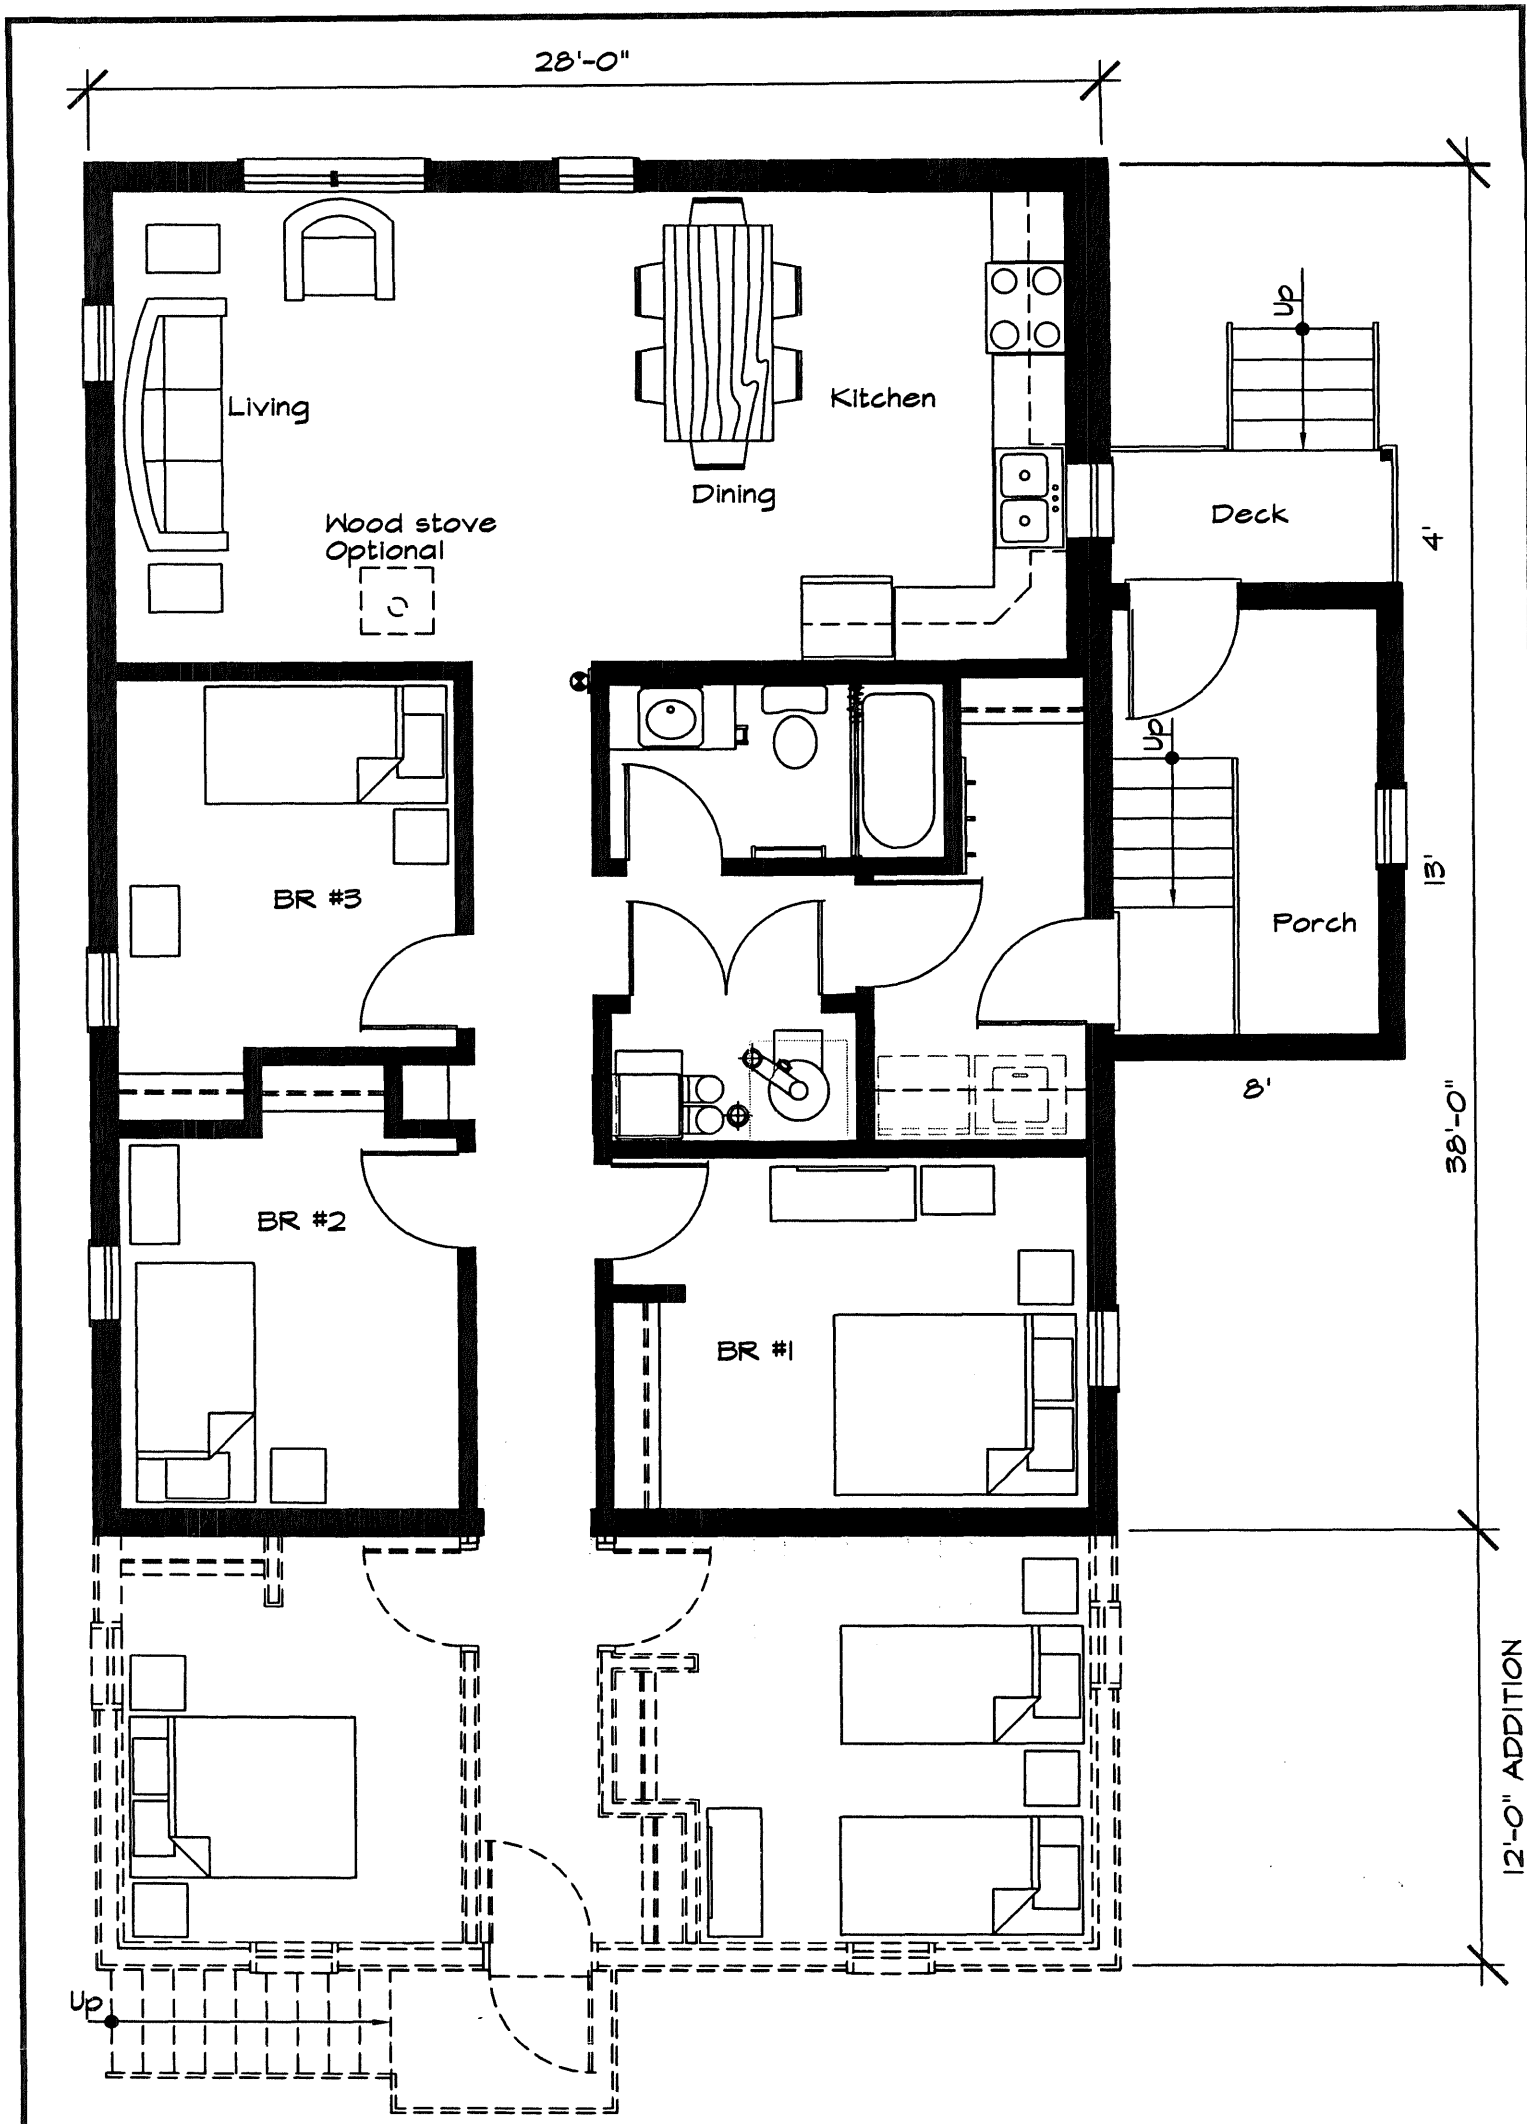 28'-0"
Up
Living
Kitchen
Dining
Deck
4'
Wood stove
Optional
Up
BR #3
13'
Porch
8'
38'-0"
BR #2
BR #1
12'-0" ADDITION
Up